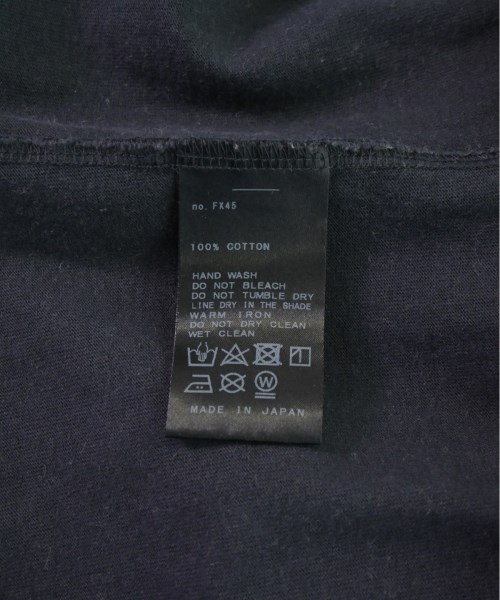 no. FX45
100% COTTON
HAND WASH
DO NOT BLEACH
DO NOT TUMBLE DRY
LINE DRY IN THE SHADE
WARM IRON
DO NOT DRY CLEAN
WET CLEAN
W
MADE IN JAPAN